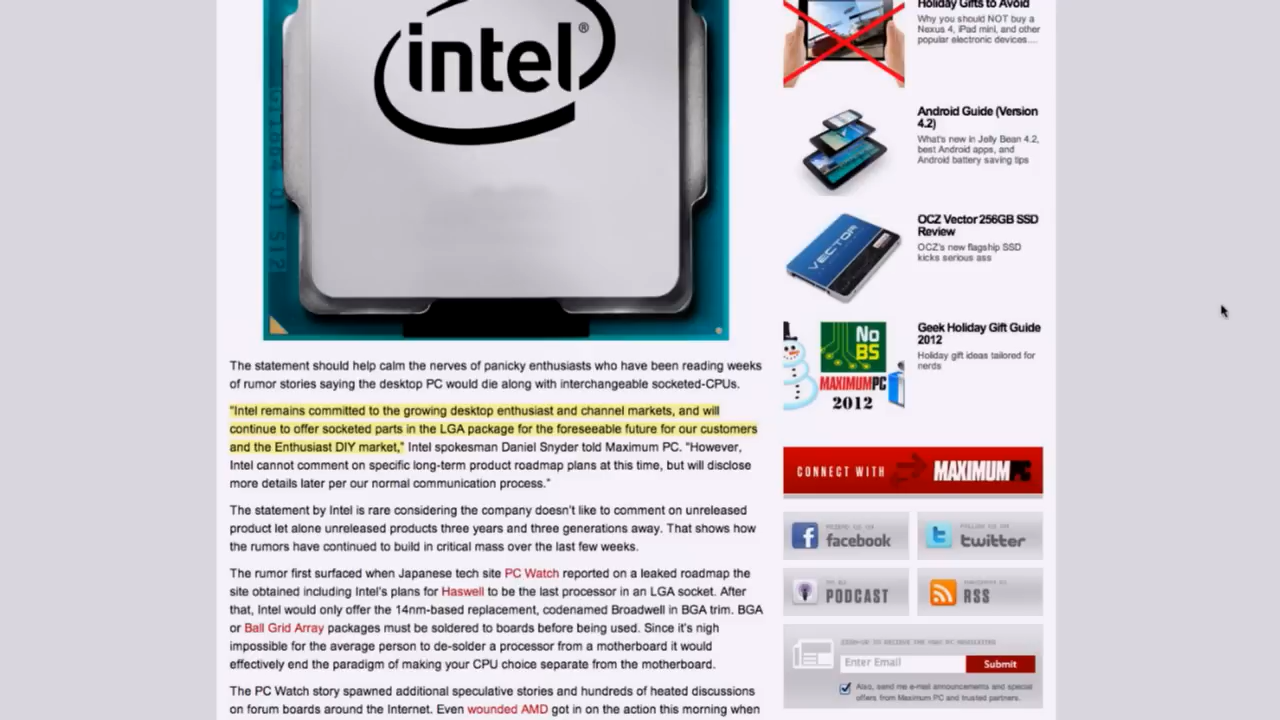 intel®
The statement should help calm the nerves of panicky enthusiasts who have been reading weeks
of rumor stories saying the desktop PC would die along with interchangeable socketed-CPUs.
"Intel remains committed to the growing desktop enthusiast and channel markets, and will
continue to offer socketed parts in the LGA package for the foreseeable future for our customers
and the Enthusiast DIY market," Intel spokesman Daniel Snyder told Maximum PC. "However,
Intel cannot comment on specific long-term product roadmap plans at this time, but will disclose
more details later per our normal communication process."
The statement by Intel is rare considering the company doesn't like to comment on unreleased
product let alone unreleased products three years and three generations away. That shows how
the rumors have continued to build in critical mass over the last few weeks.
The rumor first surfaced when Japanese tech site PC Watch reported on a leaked roadmap the
site obtained including Intel's plans for Haswell to be the last processor in an LGA socket. After
that, Intel would only offer the 14nm-based replacement, codenamed Broadwell in BGA trim. BGA
or Ball Grid Array packages must be soldered to boards before being used. Since it's nigh
impossible for the average person to de-solder a processor from a motherboard it would
effectively end the paradigm of making your CPU choice separate from the motherboard.
The PC Watch story spawned additional speculative stories and hundreds of heated discussions
on forum boards around the Internet. Even wounded AMD got in on the action this morning when
Holiday Gifts to Avoid
Why you should NOT buy a
Nexus 4, iPad mini, and other
popular electronic devices....
Android Guide (Version
4.2)
What's new in Jelly Bean 4.2,
best Android apps, and
Android battery saving tips
VECTOR
OCZ Vector 256GB SSD
Review
OCZ's new flagship SSD
kicks serious ass
No
BS
MAXIMUMPC
2012
Geek Holiday Gift Guide
2012
Holiday gift ideas tailored for
nerds
CONNECT WITH MAXIMUMPC
facebook
FOLLOW US ON
twitter
PODCAST
RSS
Enter Email
Submit
Also, send me e-mail announcements and special
offers from Maximum PC and trusted partners.